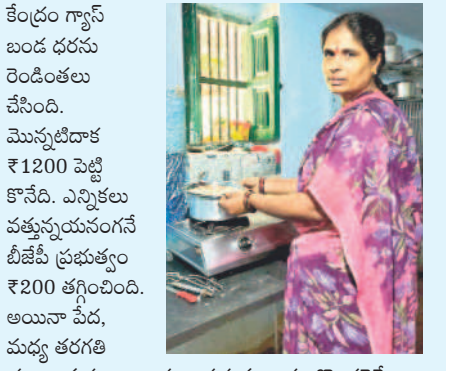 కేంద్రం గ్యాస్
బండ ధరను
రెండింతలు
చేసింది.
మొన్నటిదాక
₹1200 పెట్టి
కొనేది. ఎన్నికలు
వత్తున్నయనంగనే
బీజేపీ ప్రభుత్వం
₹200 తగ్గించింది.
అయినా పేద,
మధ్య తరగతి